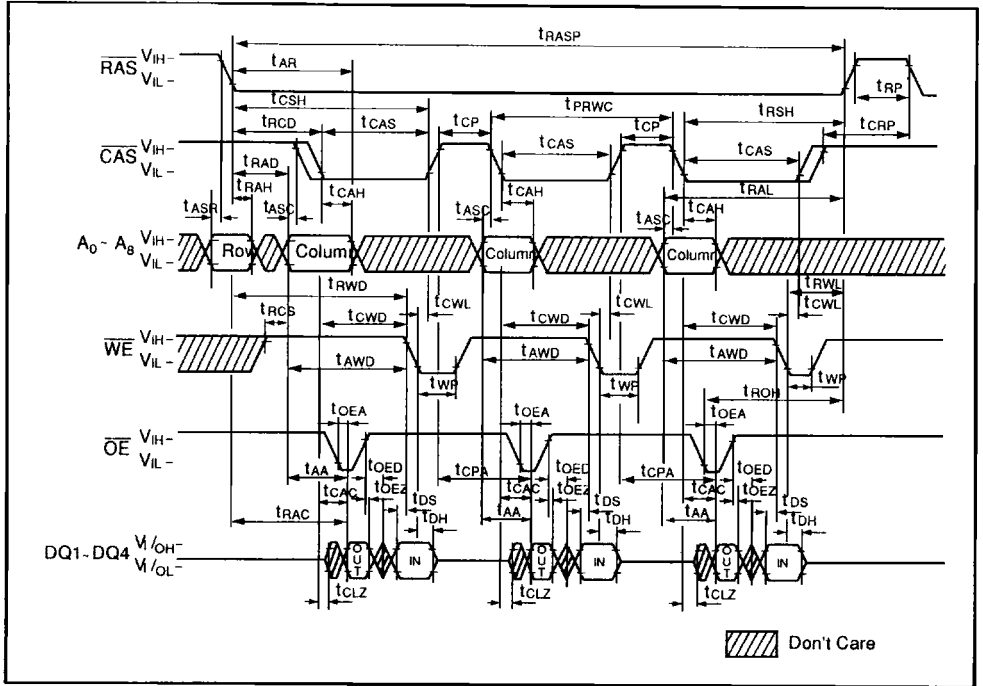 tRASP
RAS VIH
VIL
tAR
tRP
tCSH
tPRWC
tRSH
tRCD
tCAS
tCP
tCP
tCRP
CAS VIH
VIL
tCAS
tCAS
tRAD
tRAH
tCAH
tCAH
tRAL
tASR
tASC
tASC
tASC
tCAH
A0 ~ A8 VIH
VIL
Row
Column
Column
Column
tRWD
tRWL
tRCS
tCWL
tCWL
tCWL
tCWD
tCWD
tCWD
WE VIH
VIL
tAWD
tAWD
tAWD
tWP
tWP
tWP
tROH
tOEA
tOEA
tOEA
OE VIH
VIL
tAA
tOED
tCPA
tOED
tCPA
tOED
tCAC
tOEZ
tCAC
tOEZ
tCAC
tOEZ
tDS
tDS
tDS
tRAC
tAA
tAA
tDH
tDH
tDH
DQ1~DQ4 VI/OH
VI/OL
OUT
IN
OUT
IN
OUT
IN
tCLZ
tCLZ
tCLZ
Don't Care